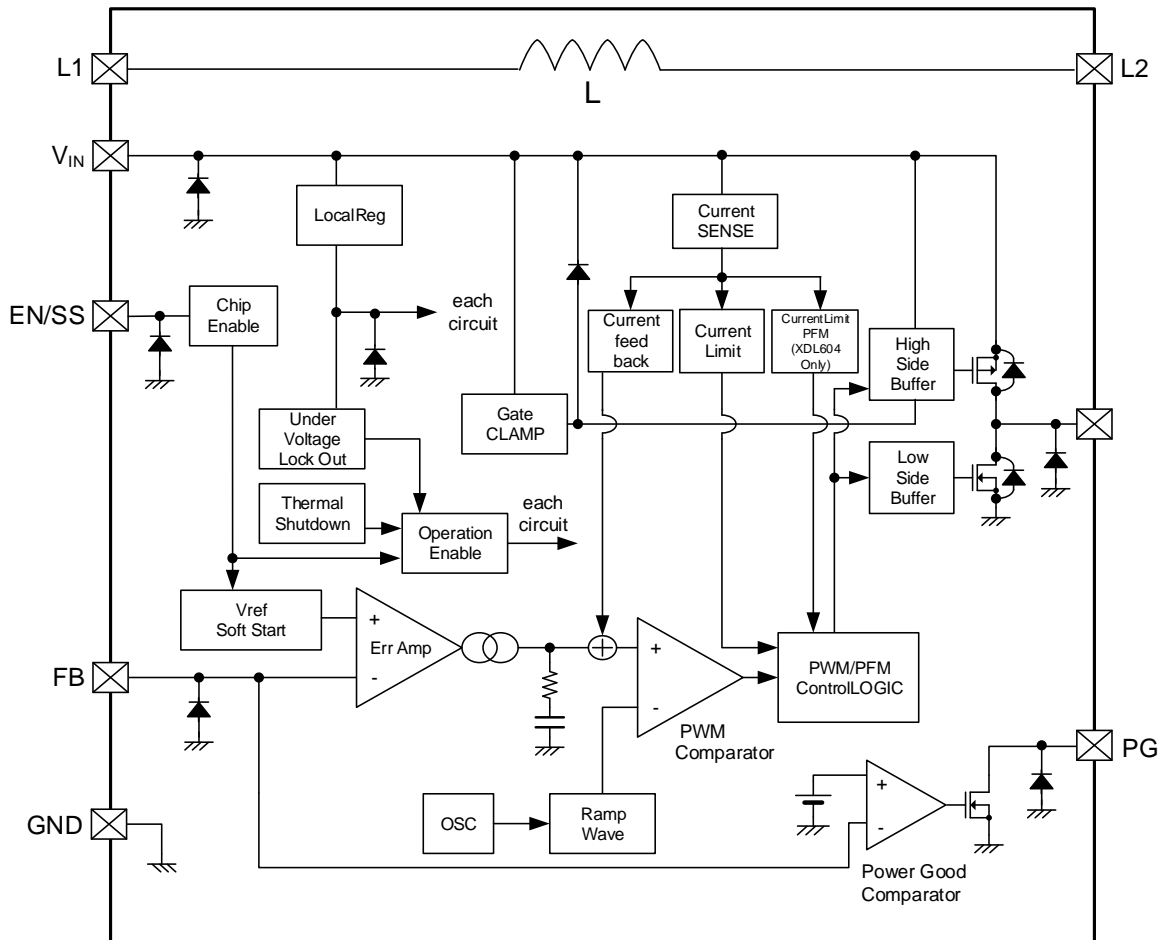 L1
L2
L
VIN
LocalReg
Current
SENSE
EN/SS
Chip
Enable
each
circuit
Current
feed
back
Current
Limit
CurrentLimit
PFM
(XDL604
Only)
High
Side
Buffer
Under
Voltage
Lock Out
Gate
CLAMP
Low
Side
Buffer
Thermal
Shutdown
Operation
Enable
each
circuit
Vref
Soft Start
+
Err Amp
-
FB
+
-
PWM
Comparator
PWM/PFM
ControlLOGIC
PG
GND
OSC
Ramp
Wave
+
-
Power Good
Comparator